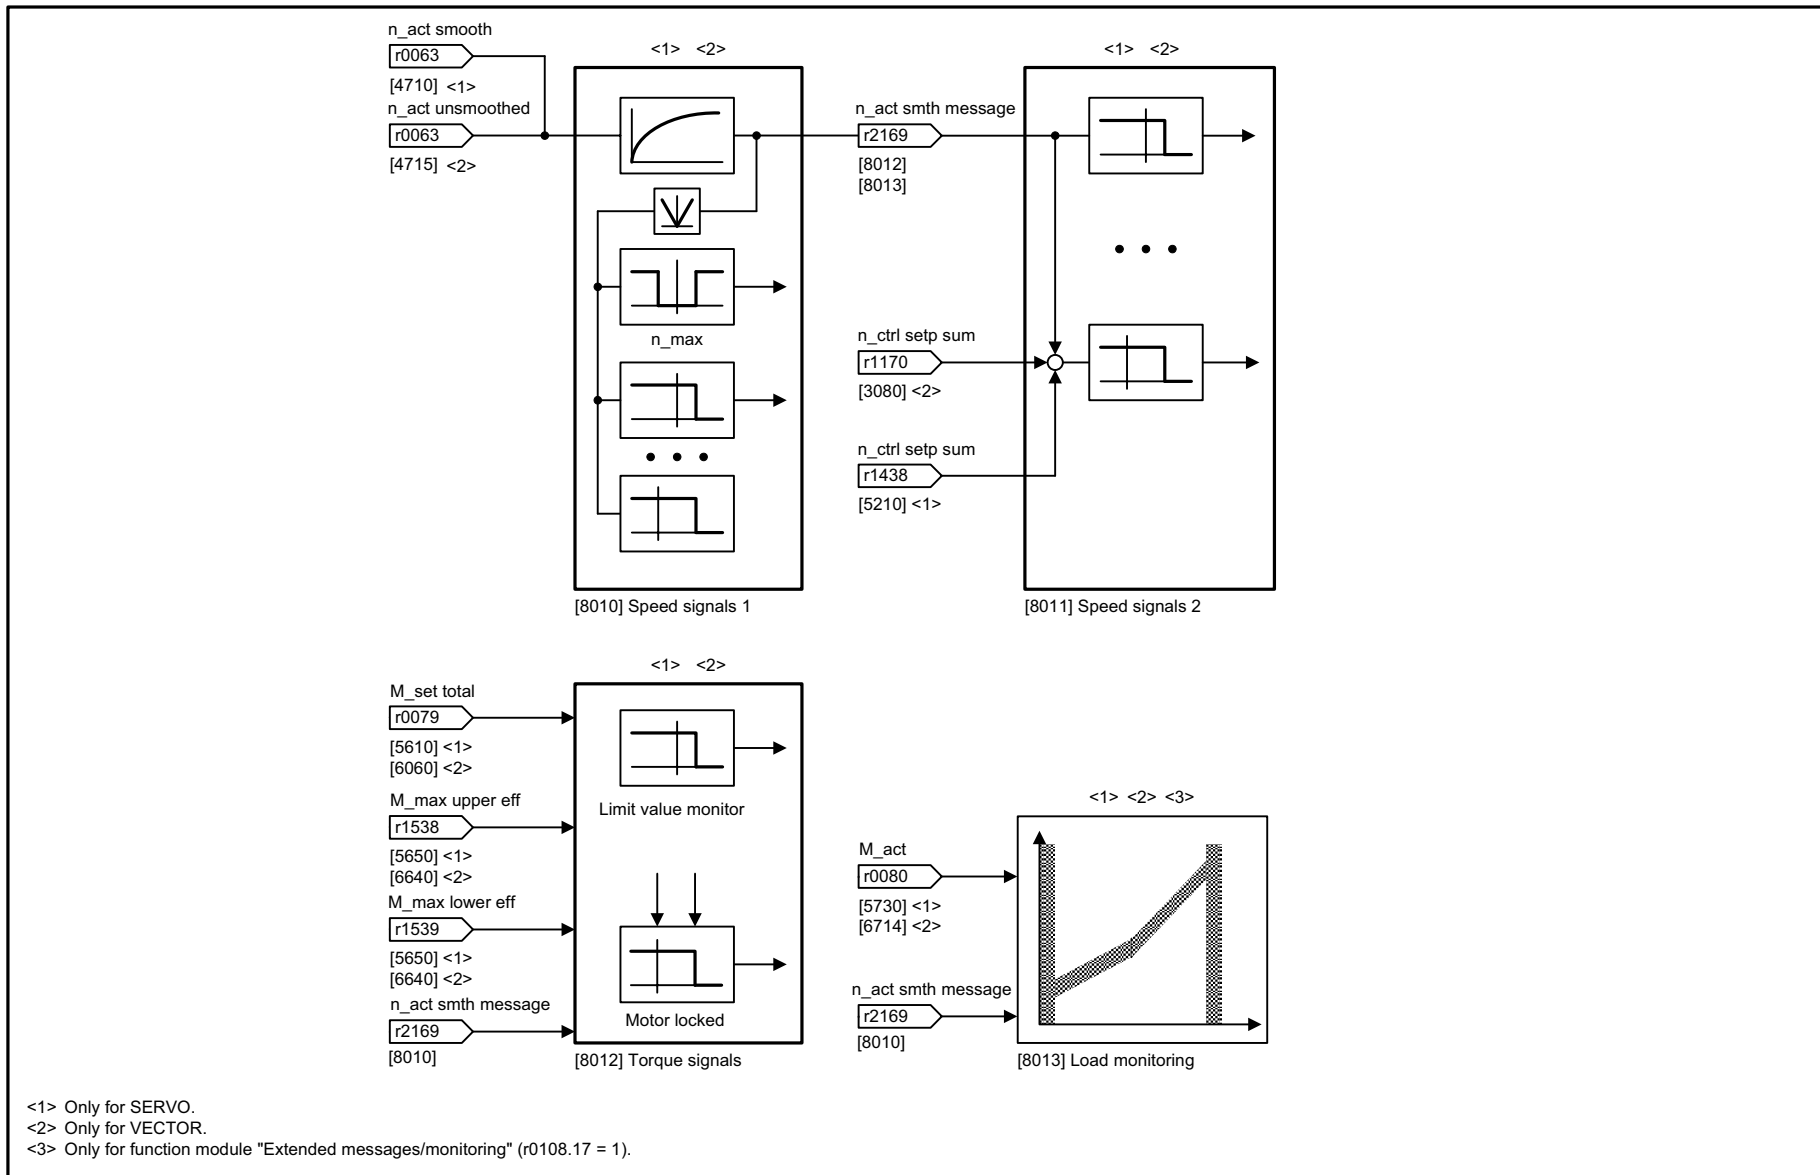 n_act smooth
r0063
[4710] <1>
n_act unsmoothed
r0063
[4715] <2>
<1> <2>
n_max
[8010] Speed signals 1
n_act smth message
r2169
[8012]
[8013]
n_ctrl setp sum
r1170
[3080] <2>
n_ctrl setp sum
r1438
[5210] <1>
<1> <2>
[8011] Speed signals 2
M_set total
r0079
[5610] <1>
[6060] <2>
M_max upper eff
r1538
[5650] <1>
[6640] <2>
M_max lower eff
r1539
[5650] <1>
[6640] <2>
n_act smth message
r2169
[8010]
<1> <2>
Limit value monitor
Motor locked
[8012] Torque signals
M_act
r0080
[5730] <1>
[6714] <2>
n_act smth message
r2169
[8010]
<1> <2> <3>
[8013] Load monitoring
<1> Only for SERVO.
<2> Only for VECTOR.
<3> Only for function module "Extended messages/monitoring" (r0108.17 = 1).